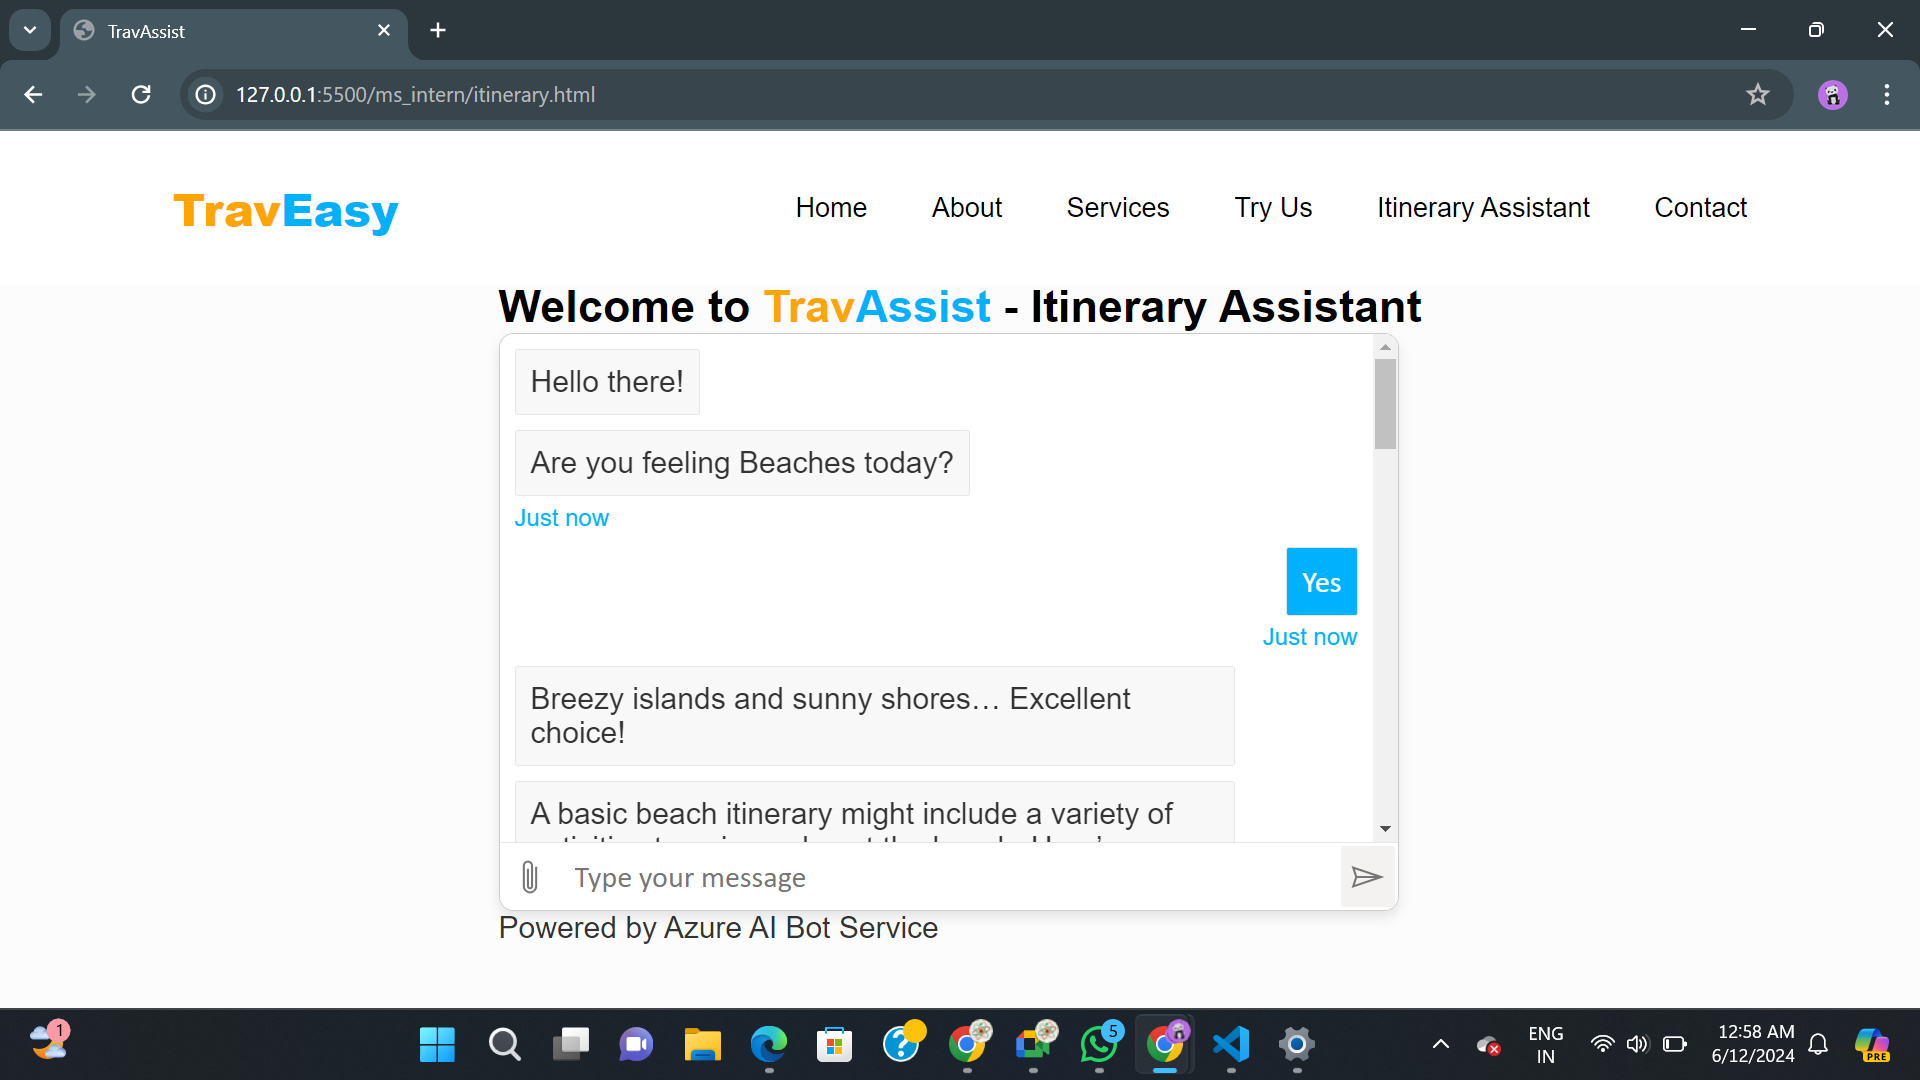 TravAssist
127.0.0.1:5500/ms_intern/itinerary.html
TravEasy
Home About Services Try Us Itinerary Assistant Contact
Welcome to TravAssist - Itinerary Assistant
Hello there!
Are you feeling Beaches today?
Just now
Yes
Just now
Breezy islands and sunny shores… Excellent
choice!
A basic beach itinerary might include a variety of
Type your message
Powered by Azure AI Bot Service
1
5
PRE
ENG
IN
12:58 AM
6/12/2024